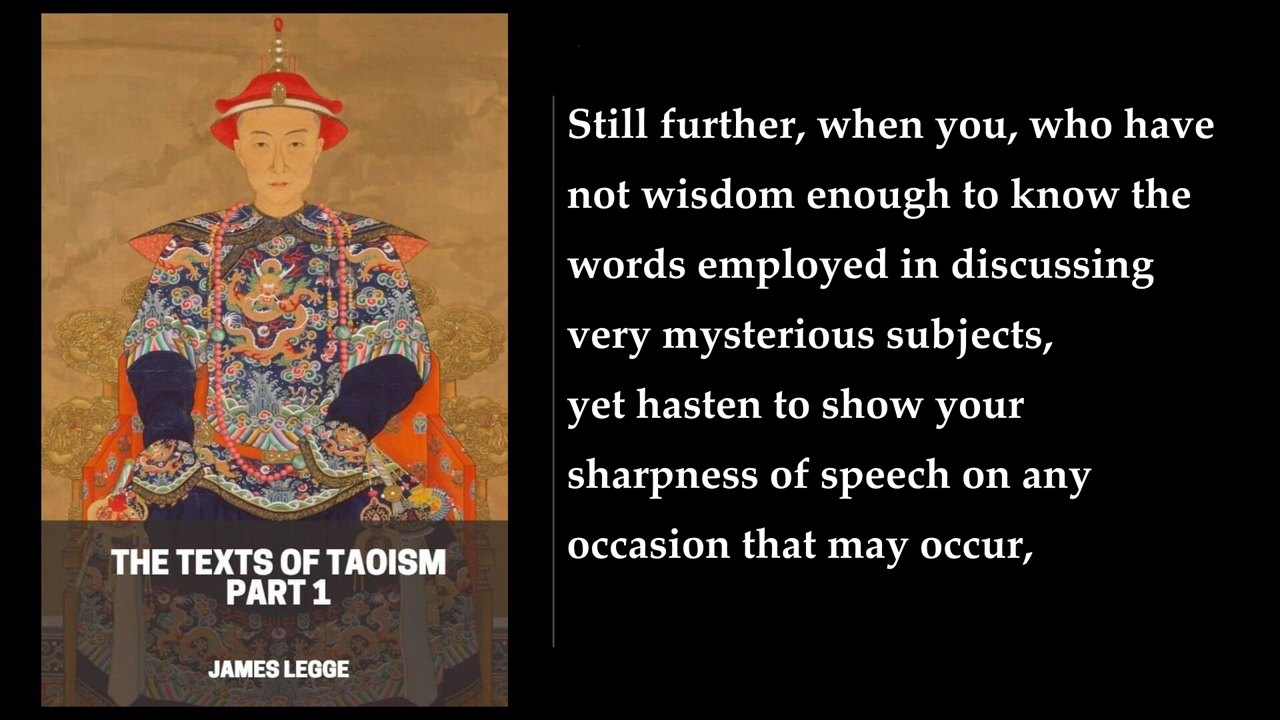 THE TEXTS OF TAOISM
PART 1
JAMES LEGGE
Still further, when you, who have
not wisdom enough to know the
words employed in discussing
very mysterious subjects,
yet hasten to show your
sharpness of speech on any
occasion that may occur,